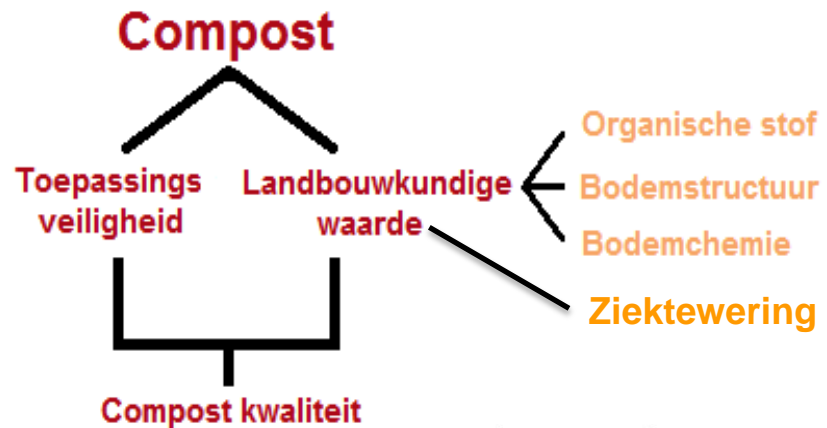 Compost
Toepassings
veiligheid
Landbouwkundige
waarde
Organische stof
Bodemstructuur
Bodemchemie
Ziektewering
Compost kwaliteit